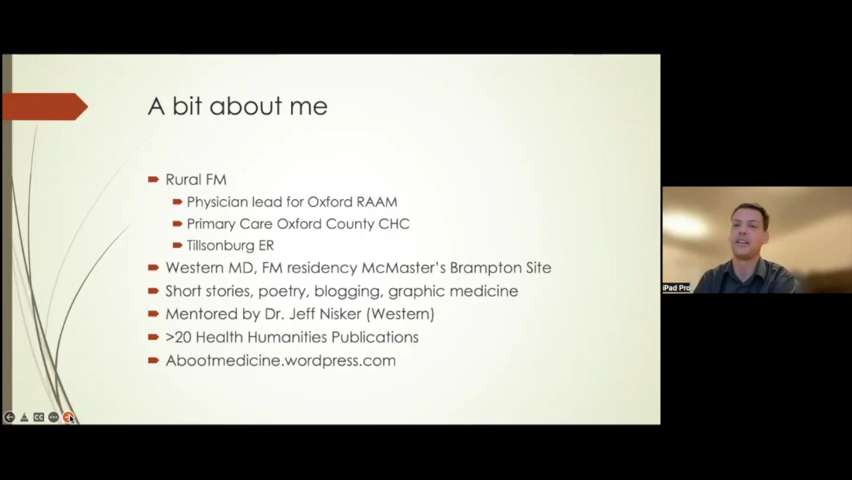 A bit about me
Rural FM
Physician lead for Oxford RAAM
Primary Care Oxford County CHC
Tillsonburg ER
Western MD, FM residency McMaster's Brampton Site
Short stories, poetry, blogging, graphic medicine
Mentored by Dr. Jeff Nisker (Western)
>20 Health Humanities Publications
Abootmedicine.wordpress.com
iPad Pro
CC